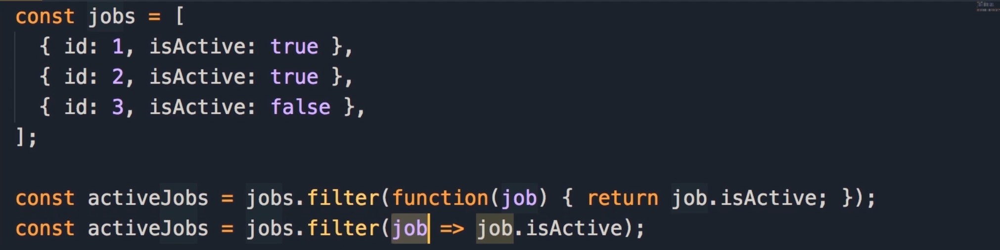 const jobs = [
  { id: 1, isActive: true },
  { id: 2, isActive: true },
  { id: 3, isActive: false },
];

const activeJobs = jobs.filter(function(job) { return job.isActive; });
const activeJobs = jobs.filter(job => job.isActive);